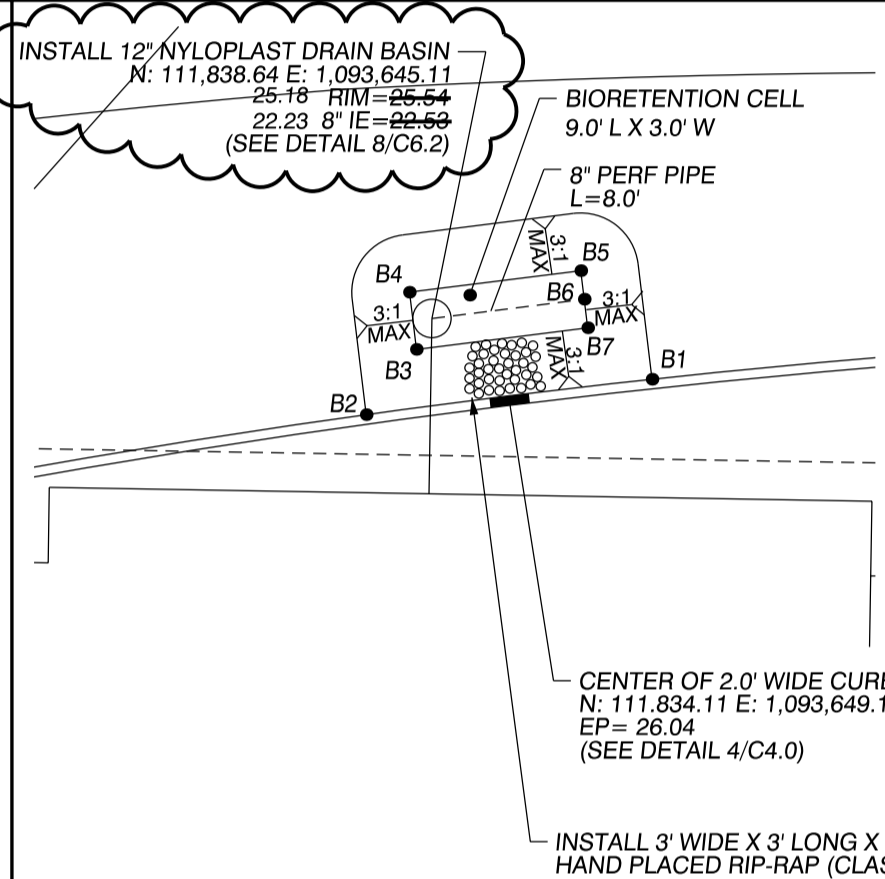 INSTALL 12" NYLOPLAST DRAIN BASIN
N: 111,838.64 E: 1,093,645.11
25.18 RIM=25.54
22.23 8" IE=22.53
(SEE DETAIL 8/C6.2)
BIORETENTION CELL
9.0' L X 3.0' W
8" PERF PIPE
L=8.0'
3:1
MAX
B5
B4
B6
3:1
MAX
3:1
MAX
B7
B3
3:1
MAX
B1
B2
CENTER OF 2.0' WIDE CURB
N: 111.834.11 E: 1,093,649.1
EP= 26.04
(SEE DETAIL 4/C4.0)
INSTALL 3' WIDE X 3' LONG X
HAND PLACED RIP-RAP (CLAS